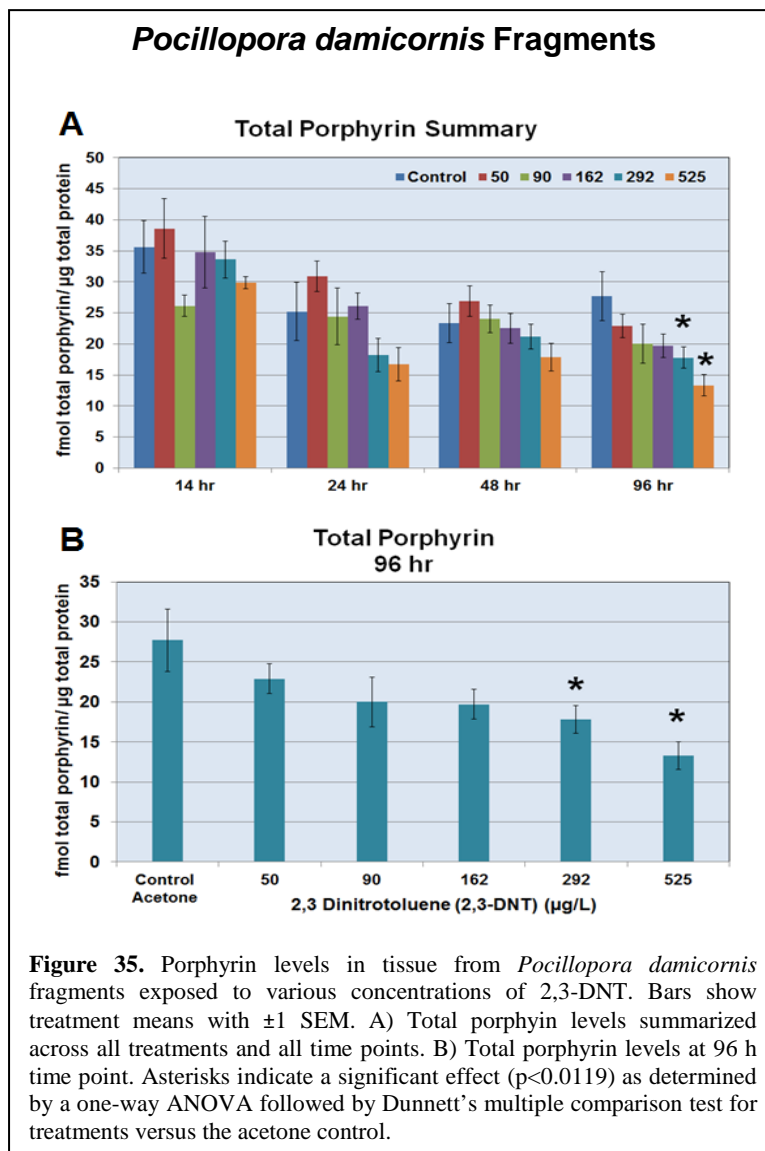 Pocillopora damicornis Fragments
A
Total Porphyrin Summary
fmol total porphyrin/ µg total protein
50
45
40
35
30
25
20
15
10
5
0
Control 50 90 162 292 525
*
*
14 hr 24 hr 48 hr 96 hr
B
Total Porphyrin
96 hr
fmol total porphyrin/ µg total protein
35
30
25
20
15
10
5
0
*
*
Control Acetone 50 90 162 292 525
2,3 Dinitrotoluene (2,3-DNT) (µg/L)
Figure 35. Porphyrin levels in tissue from Pocillopora damicornis
fragments exposed to various concentrations of 2,3-DNT. Bars show
treatment means with ±1 SEM. A) Total porphyin levels summarized
across all treatments and all time points. B) Total porphyrin levels at 96 h
time point. Asterisks indicate a significant effect (p<0.0119) as determined
by a one-way ANOVA followed by Dunnett's multiple comparison test for
treatments versus the acetone control.